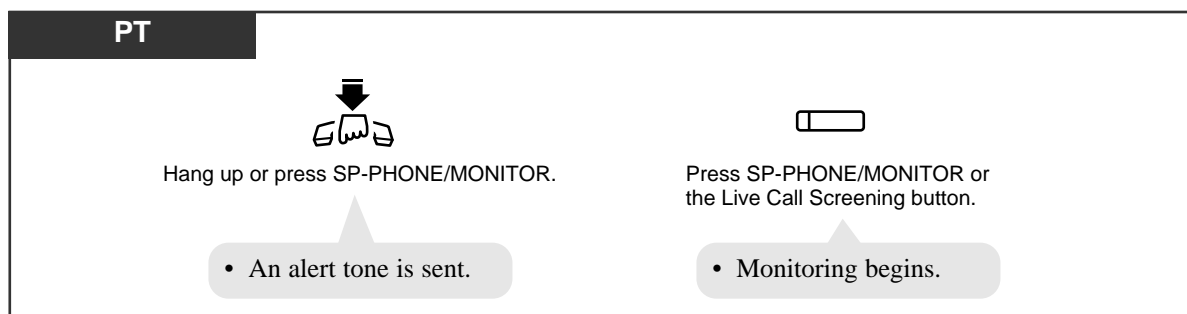 PT
Hang up or press SP-PHONE/MONITOR.
Press SP-PHONE/MONITOR or
the Live Call Screening button.
• An alert tone is sent.
• Monitoring begins.